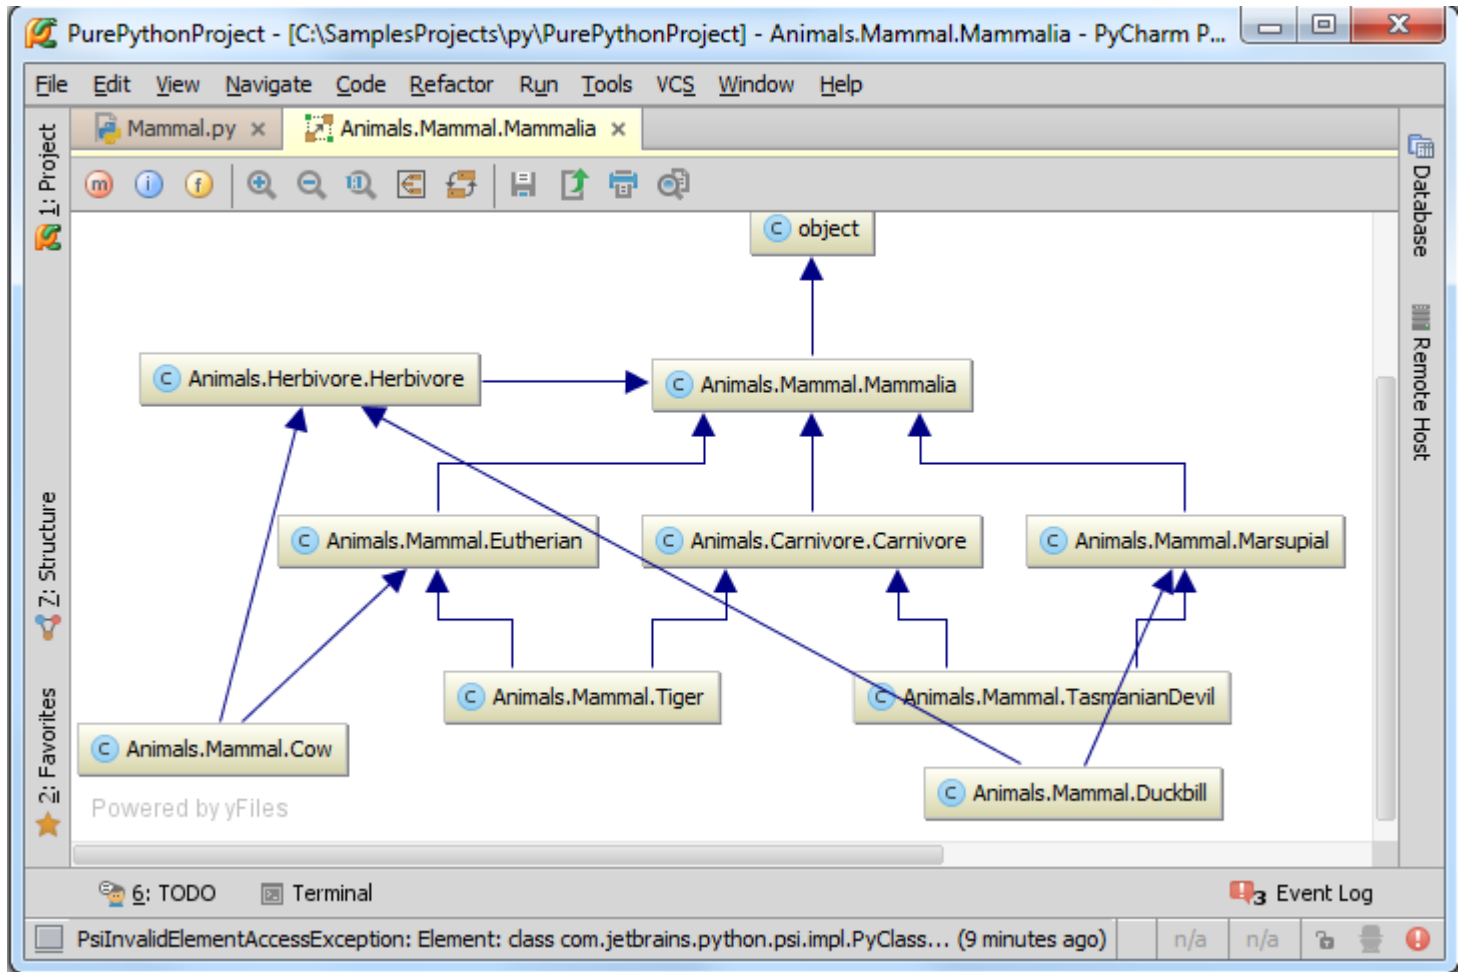 PurePythonProject - [C:\SamplesProjects\py\PurePythonProject] - Animals.Mammal.Mammalia - PyCharm P...
File Edit View Navigate Code Refactor Run Tools VCS Window Help
Mammal.py
Animals.Mammal.Mammalia
1: Project
Z: Structure
2: Favorites
m i f
1:1
C object
C Animals.Herbivore.Herbivore
C Animals.Mammal.Mammalia
C Animals.Mammal.Eutherian
C Animals.Carnivore.Carnivore
C Animals.Mammal.Marsupial
C Animals.Mammal.Tiger
C Animals.Mammal.TasmanianDevil
C Animals.Mammal.Cow
C Animals.Mammal.Duckbill
Powered by yFiles
Database
Remote Host
6: TODO
Terminal
3 Event Log
PsiInvalidElementAccessException: Element: class com.jetbrains.python.psi.impl.PyClass... (9 minutes ago)
n/a
n/a